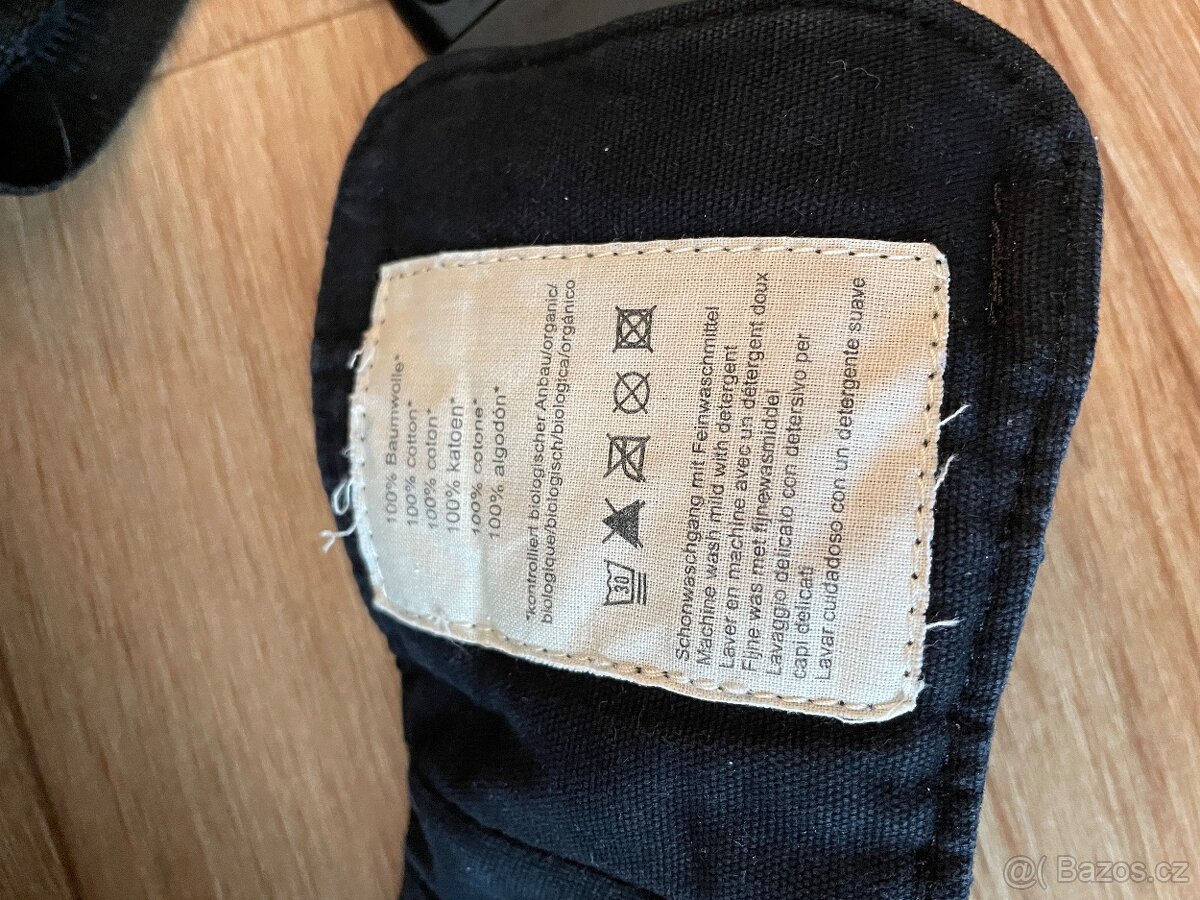 100% Baumwolle*
100% cotton*
100% coton*
100% katoen*
100% cotone*
100% algodón*
*kontrolliert biologischer Anbau/organic/
biologique/biologisch/biologica/orgánico
30
Schonwaschgang mit Feinwaschmittel
Machine wash mild with detergent
Laver en machine avec un détergent doux
Fijne was met fijnewasmiddel
Lavaggio delicato con detersivo per
capi delicati
Lavar cuidadoso con un detergente suave
@( Bazos.cz